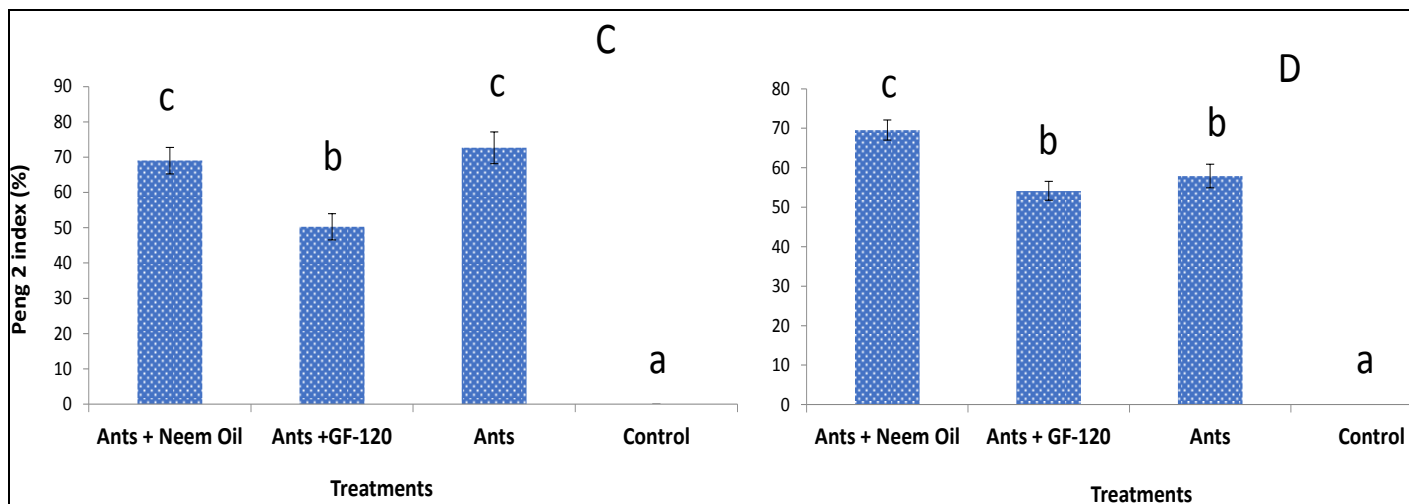 C
90
80
70
60
50
40
30
20
10
0
Peng 2 index (%)
c
b
c
a
Ants + Neem Oil
Ants +GF-120
Ants
Control
Treatments
D
80
70
60
50
40
30
20
10
0
c
b
b
a
Ants + Neem Oil
Ants + GF-120
Ants
Control
Treatments